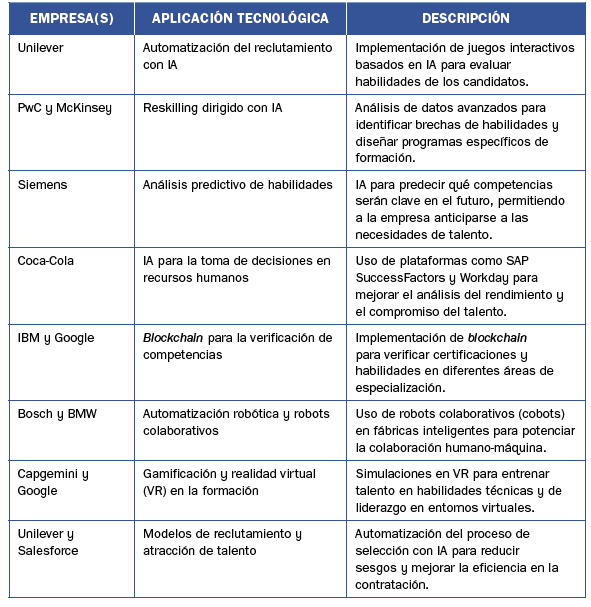 EMPRESA(S) APLICACIÓN TECNOLÓGICA DESCRIPCIÓN
Unilever Automatización del reclutamiento Implementación de juegos interactivos
con IA basados en IA para evaluar
habilidades de los candidatos.
PwC y McKinsey Reskilling dirigido con IA Análisis de datos avanzados para
identificar brechas de habilidades y
diseñar programas específicos de
formación.
Siemens Análisis predictivo de habilidades IA para predecir qué competencias
serán clave en el futuro, permitiendo
a la empresa anticiparse a las
necesidades de talento.
Coca-Cola IA para la toma de decisiones en Uso de plataformas como SAP
recursos humanos SuccessFactors y Workday para
mejorar el análisis del rendimiento y
el compromiso del talento.
IBM y Google Blockchain para la verificación de Implementación de blockchain
competencias para verificar certificaciones y
habilidades en diferentes áreas de
especialización.
Bosch y BMW Automatización robótica y robots Uso de robots colaborativos (cobots)
colaborativos en fábricas inteligentes para potenciar
la colaboración humano-máquina.
Capgemini y Gamificación y realidad virtual Simulaciones en VR para entrenar
Google (VR) en la formación talento en habilidades técnicas y de
liderazgo en entornos virtuales.
Unilever y Modelos de reclutamiento y Automatización del proceso de
Salesforce atracción de talento selección con IA para reducir
sesgos y mejorar la eficiencia en la
contratación.